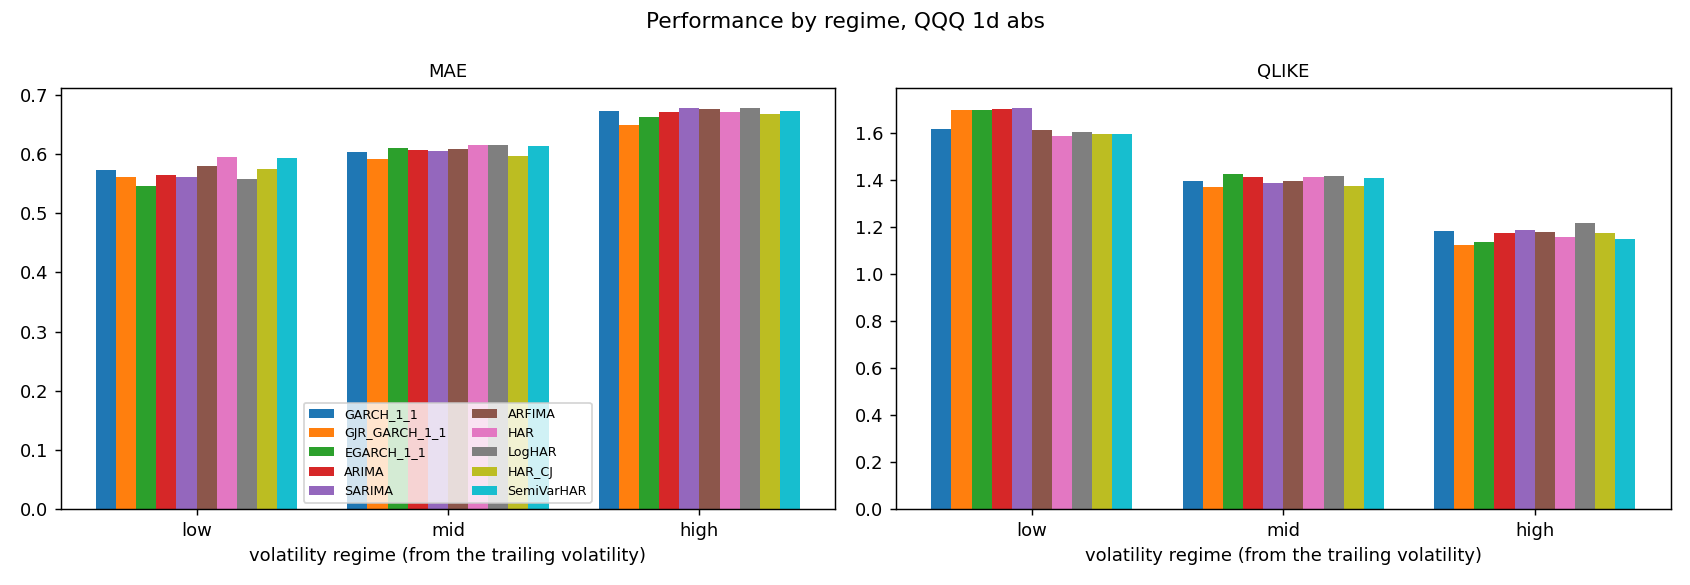 Performance by regime, QQQ 1d abs
MAE
0.7
0.6
0.5
0.4
0.3
0.2
0.1
0.0
low
mid
high
volatility regime (from the trailing volatility)
GARCH_1_1
GJR_GARCH_1_1
EGARCH_1_1
ARIMA
SARIMA
ARFIMA
HAR
LogHAR
HAR_CJ
SemiVarHAR
QLIKE
1.6
1.4
1.2
1.0
0.8
0.6
0.4
0.2
0.0
low
mid
high
volatility regime (from the trailing volatility)